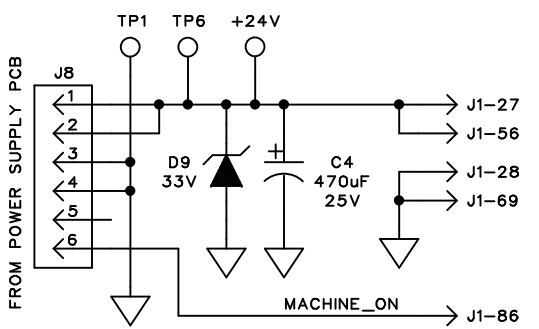 TP1 TP6 +24V
FROM POWER SUPPLY PCB
J8
1
2
3
4
5
6
D9
33V
+
C4
470uF
25V
J1-27
J1-56
J1-28
J1-69
MACHINE_ON
J1-86